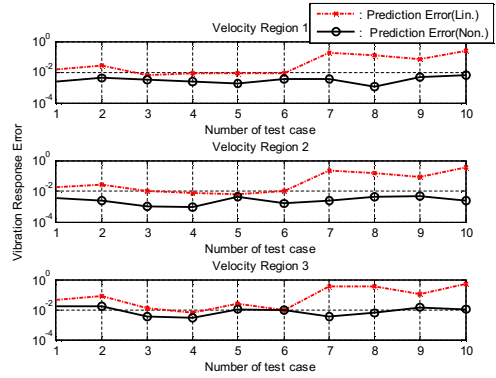 : Prediction Error(Lin.)
: Prediction Error(Non.)
Velocity Region 1
10^0
10^-2
10^-4
1 2 3 4 5 6 7 8 9 10
Number of test case
Velocity Region 2
10^0
10^-2
10^-4
1 2 3 4 5 6 7 8 9 10
Number of test case
Velocity Region 3
10^0
10^-2
10^-4
1 2 3 4 5 6 7 8 9 10
Number of test case
Vibration Response Error